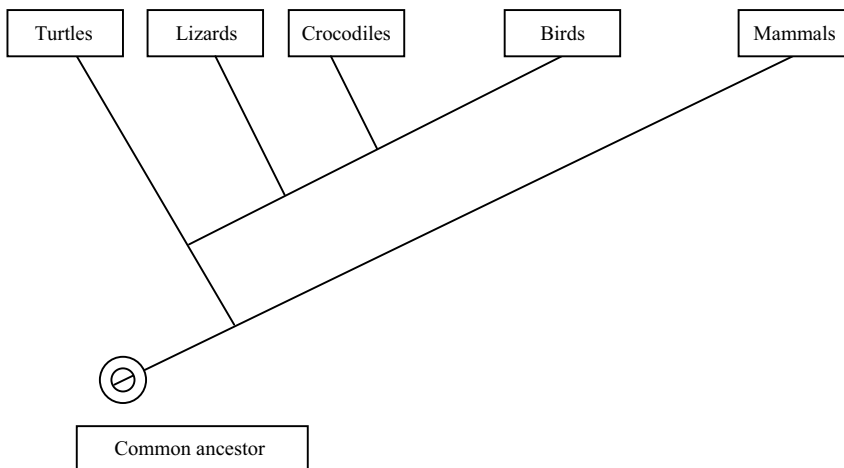 Turtles
Lizards
Crocodiles
Birds
Mammals
Common ancestor